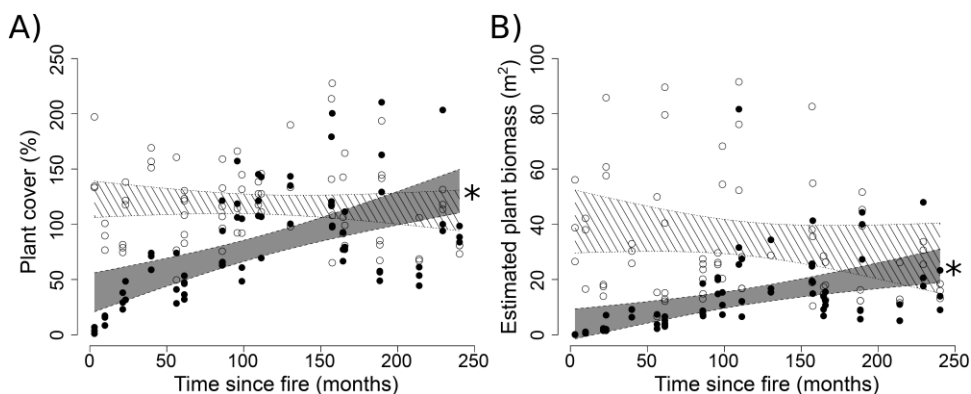 A)
Plant cover (%)
250
200
150
100
50
0
0 50 100 150 200 250
Time since fire (months)
*
B)
Estimated plant biomass (m²)
100
80
60
40
20
0
0 50 100 150 200 250
Time since fire (months)
*